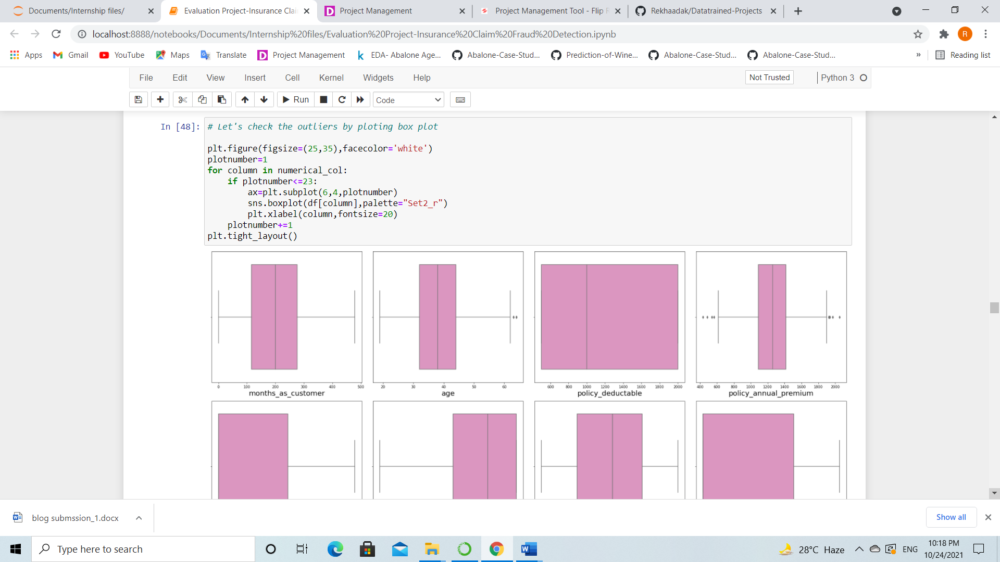 Documents/Internship files/
Evaluation Project-Insurance Clai
Project Management
Project Management Tool - Flip R
Rekhaadak/Datatrained-Projects
localhost:8888/notebooks/Documents/Internship%20files/Evaluation%20Project-Insurance%20Claim%20Fraud%20Detection.ipynb
R
Apps
Gmail
YouTube
Maps
Translate
Project Management
EDA- Abalone Age...
Abalone-Case-Stud...
Prediction-of-Wine...
Abalone-Case-Stud...
Abalone-Case-Stud...
»
Reading list
File Edit View Insert Cell Kernel Widgets Help
Not Trusted
Python 3
Run
Code
In [48]:
# Let's check the outliers by ploting box plot
plt.figure(figsize=(25,35),facecolor='white')
plotnumber=1
for column in numerical_col:
    if plotnumber<=23:
        ax=plt.subplot(6,4,plotnumber)
        sns.boxplot(df[column],palette="Set2_r")
        plt.xlabel(column,fontsize=20)
    plotnumber+=1
plt.tight_layout()
0 100 200 300 400 500
months_as_customer
20 30 40 50 60
age
600 800 1000 1200 1400 1600 1800 2000
policy_deductable
400 600 800 1000 1200 1400 1600 1800 2000
policy_annual_premium
blog submssion_1.docx
Show all
Type here to search
28°C Haze
ENG
10:18 PM
10/24/2021